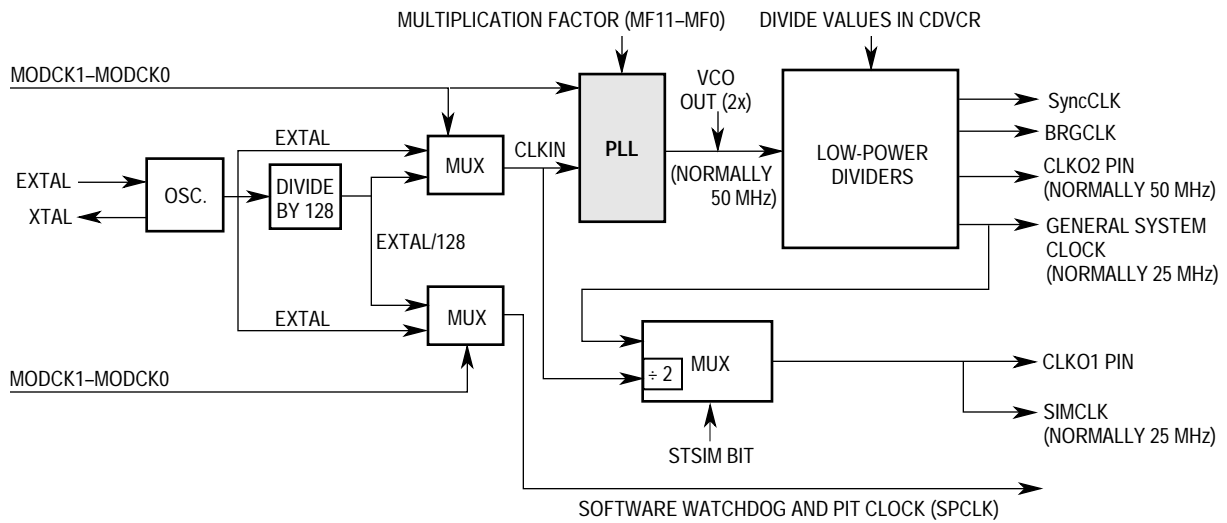 MULTIPLICATION FACTOR (MF11–MF0)
DIVIDE VALUES IN CDVCR
MODCK1–MODCK0
VCO
OUT (2x)
SyncCLK
BRGCLK
EXTAL
CLKIN
PLL
MUX
LOW-POWER
DIVIDERS
EXTAL
XTAL
OSC.
DIVIDE
BY 128
(NORMALLY
50 MHz)
CLKO2 PIN
(NORMALLY 50 MHz)
GENERAL SYSTEM
CLOCK
(NORMALLY 25 MHz)
EXTAL/128
EXTAL
MUX
÷ 2
MUX
CLKO1 PIN
MODCK1–MODCK0
SIMCLK
(NORMALLY 25 MHz)
STSIM BIT
SOFTWARE WATCHDOG AND PIT CLOCK (SPCLK)